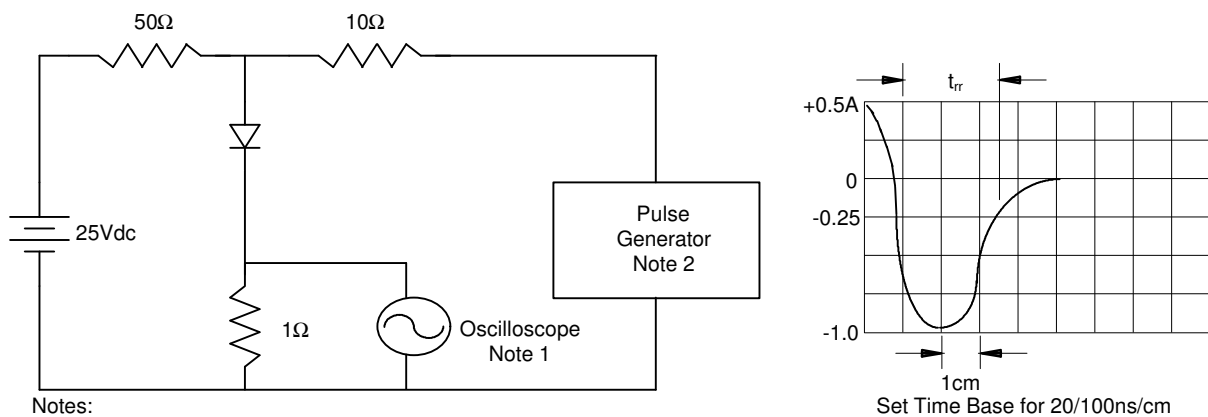 50Ω
10Ω
25Vdc
1Ω
Oscilloscope
Note 1
Pulse
Generator
Note 2
Notes:
trr
+0.5A
0
-0.25
-1.0
1cm
Set Time Base for 20/100ns/cm